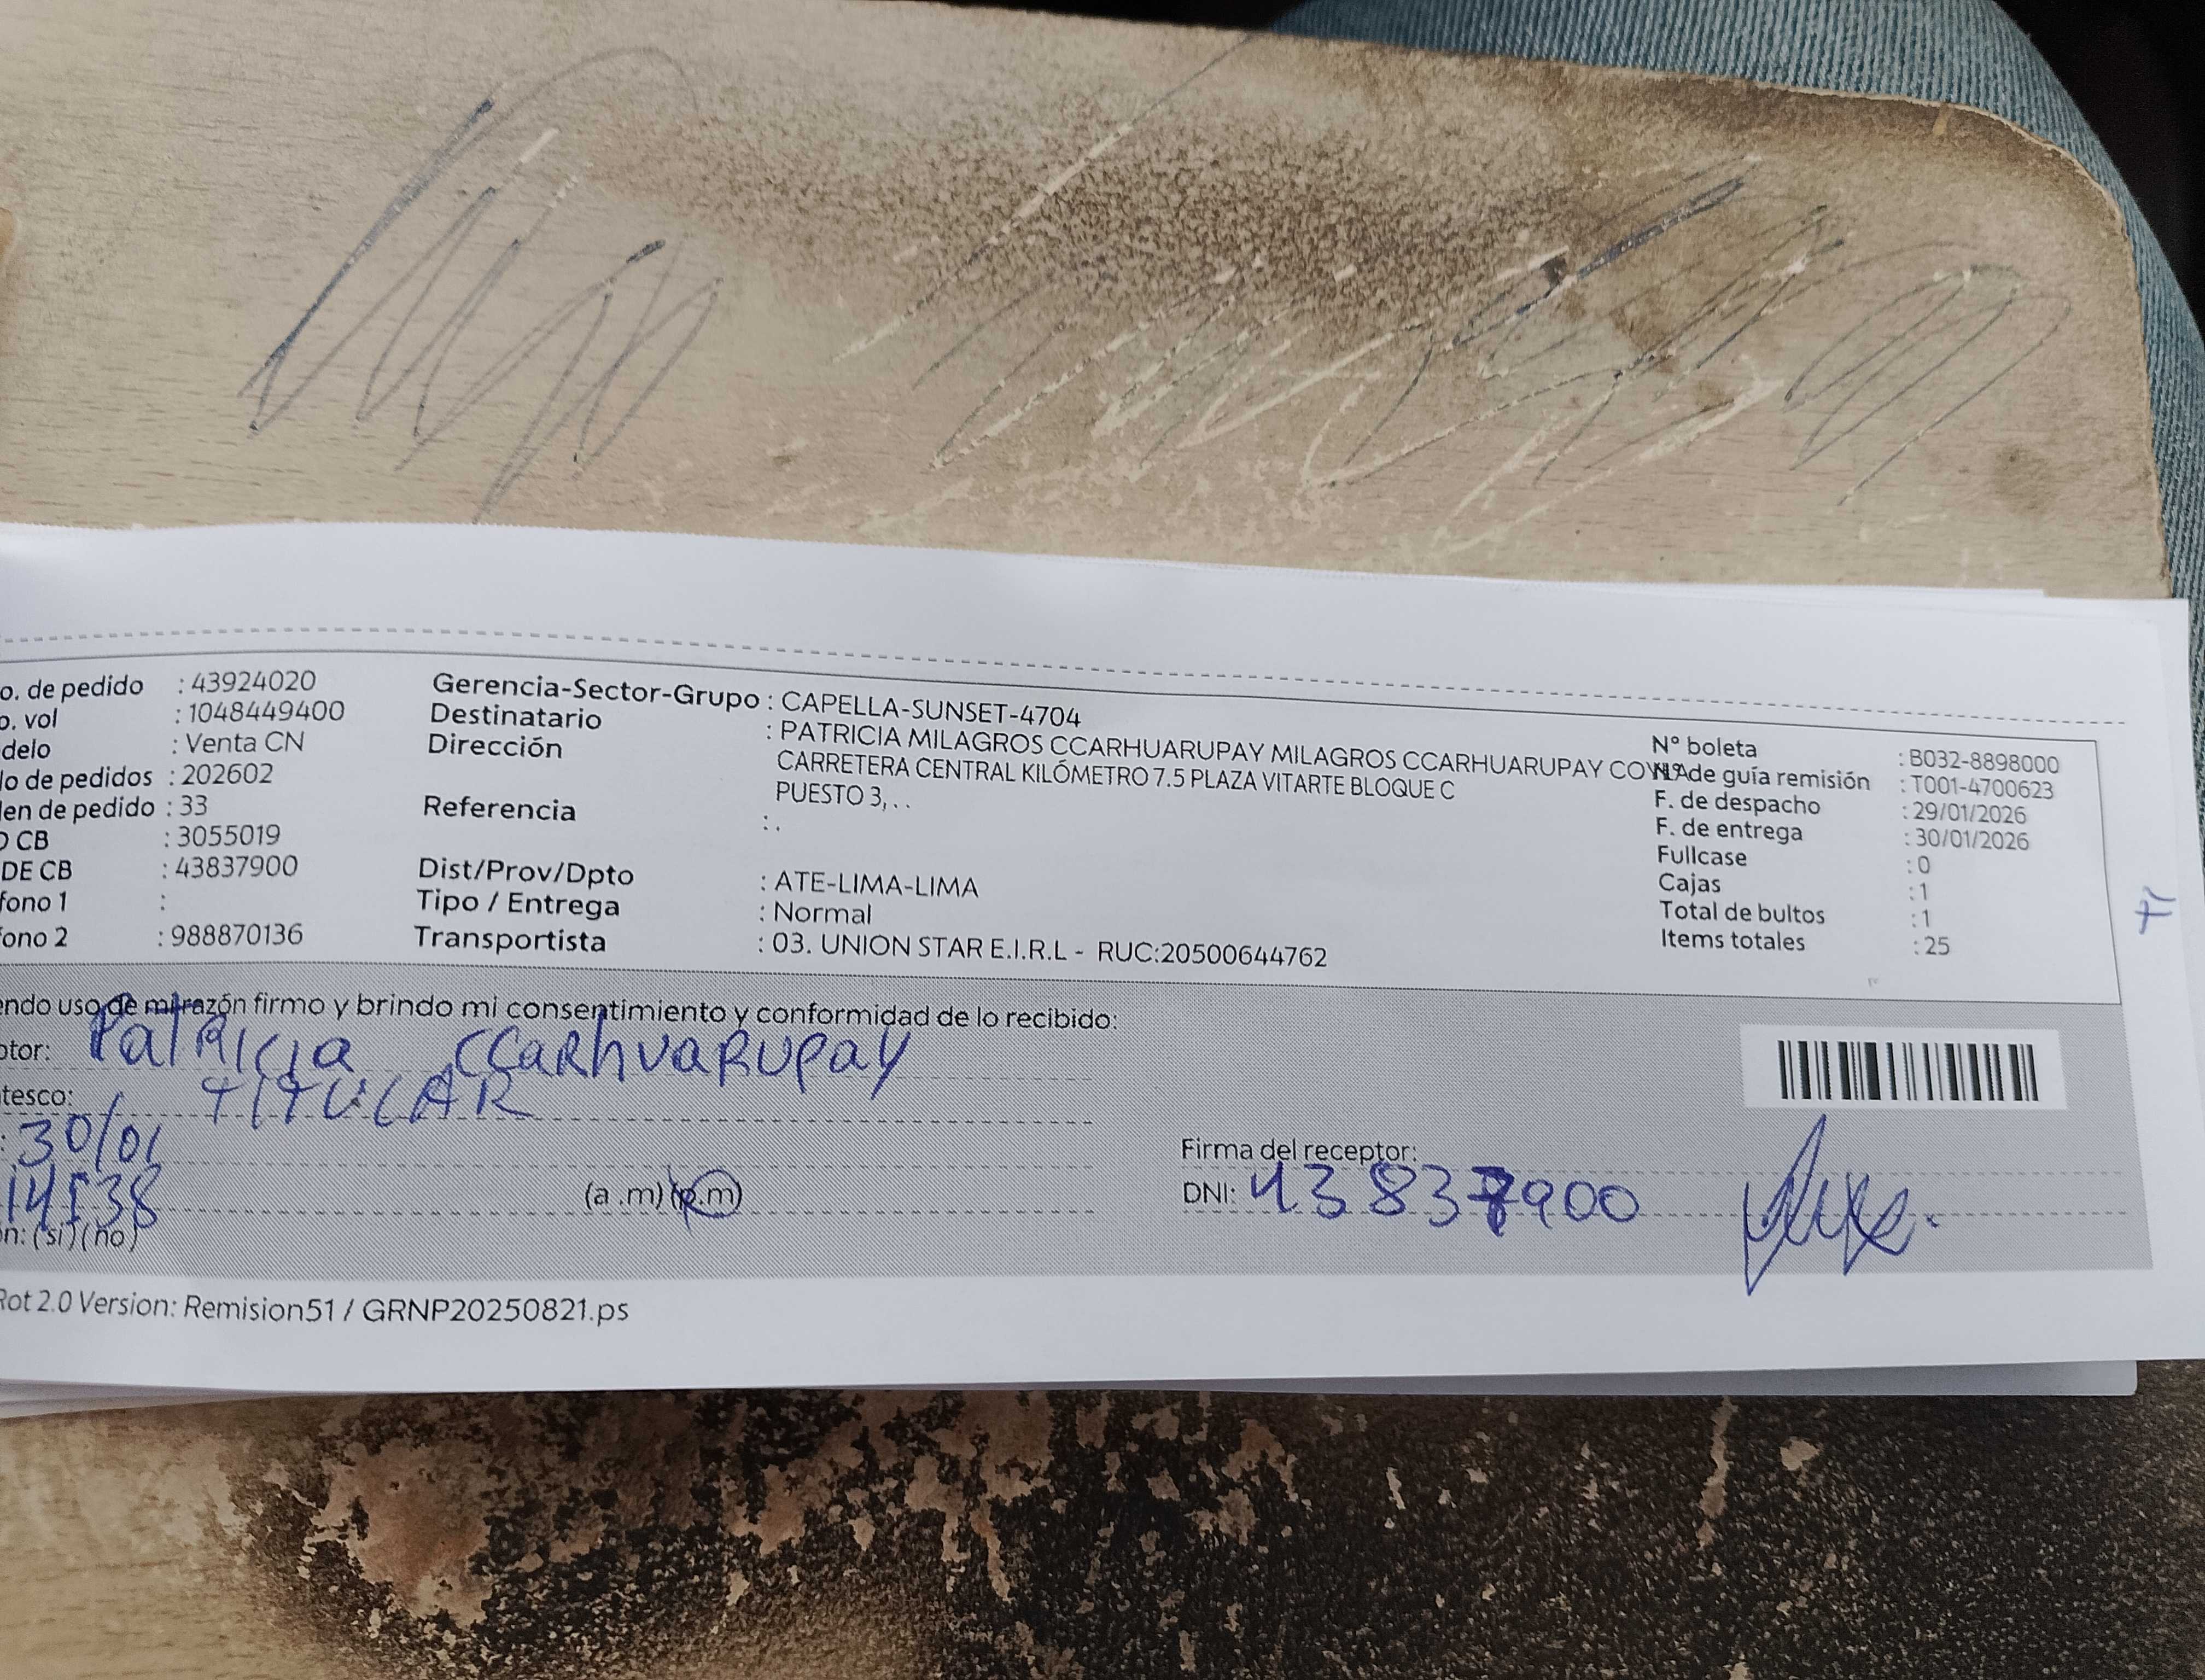 o. de pedido : 43924020
o. vol : 1048449400
delo : Venta CN
lo de pedidos : 202602
den de pedido : 33
O CB : 3055019
DE CB : 43837900
fono 1 :
fono 2 : 988870136
Gerencia-Sector-Grupo : CAPELLA-SUNSET-4704
Destinatario : PATRICIA MILAGROS CCARHUARUPAY MILAGROS CCARHUARUPAY COYLA
Dirección CARRETERA CENTRAL KILÓMETRO 7.5 PLAZA VITARTE BLOQUE C
PUESTO 3, . .
Referencia : .
Dist/Prov/Dpto : ATE-LIMA-LIMA
Tipo / Entrega : Normal
Transportista : 03. UNION STAR E.I.R.L - RUC:20500644762
N° boleta : B032-8898000
N° de guía remisión : T001-4700623
F. de despacho : 29/01/2026
F. de entrega : 30/01/2026
Fullcase : 0
Cajas : 1
Total de bultos : 1
Items totales : 25
endo uso de mi razón firmo y brindo mi consentimiento y conformidad de lo recibido:
ptor: Patricia CCarhuaRupay
tesco: TITULAR
: 30/01
14:38 (a .m) (p.m)
n: (si) (no)
Firma del receptor:
DNI: 43837900
Rot 2.0 Version: Remision51 / GRNP20250821.ps